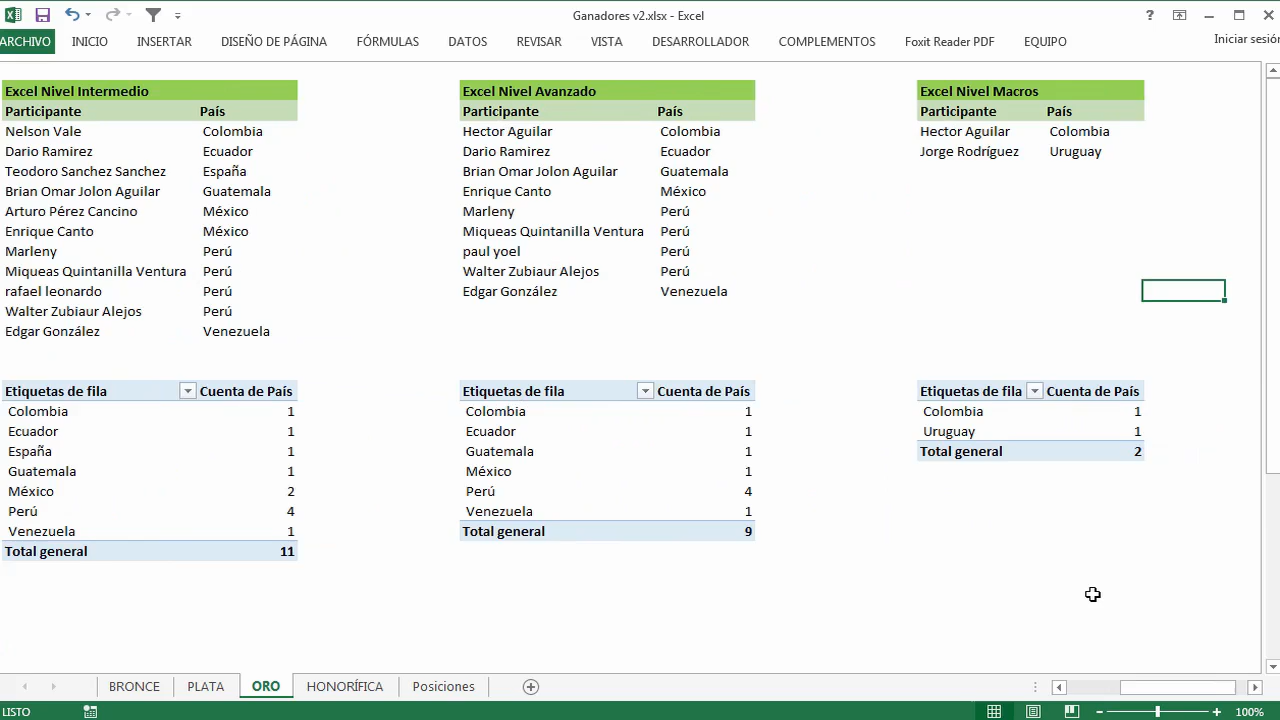 Ganadores v2.xlsx - Excel
?
ARCHIVO INICIO INSERTAR DISEÑO DE PÁGINA FÓRMULAS DATOS REVISAR VISTA DESARROLLADOR COMPLEMENTOS Foxit Reader PDF EQUIPO Iniciar sesión
Excel Nivel Intermedio
Participante País
Nelson Vale Colombia
Dario Ramirez Ecuador
Teodoro Sanchez Sanchez España
Brian Omar Jolon Aguilar Guatemala
Arturo Pérez Cancino México
Enrique Canto México
Marleny Perú
Miqueas Quintanilla Ventura Perú
rafael leonardo Perú
Walter Zubiaur Alejos Perú
Edgar González Venezuela
Excel Nivel Avanzado
Participante País
Hector Aguilar Colombia
Dario Ramirez Ecuador
Brian Omar Jolon Aguilar Guatemala
Enrique Canto México
Marleny Perú
Miqueas Quintanilla Ventura Perú
paul yoel Perú
Walter Zubiaur Alejos Perú
Edgar González Venezuela
Excel Nivel Macros
Participante País
Hector Aguilar Colombia
Jorge Rodríguez Uruguay
Etiquetas de fila Cuenta de País
Colombia 1
Ecuador 1
España 1
Guatemala 1
México 2
Perú 4
Venezuela 1
Total general 11
Etiquetas de fila Cuenta de País
Colombia 1
Ecuador 1
Guatemala 1
México 1
Perú 4
Venezuela 1
Total general 9
Etiquetas de fila Cuenta de País
Colombia 1
Uruguay 1
Total general 2
BRONCE PLATA ORO HONORÍFICA Posiciones
LISTO 100%